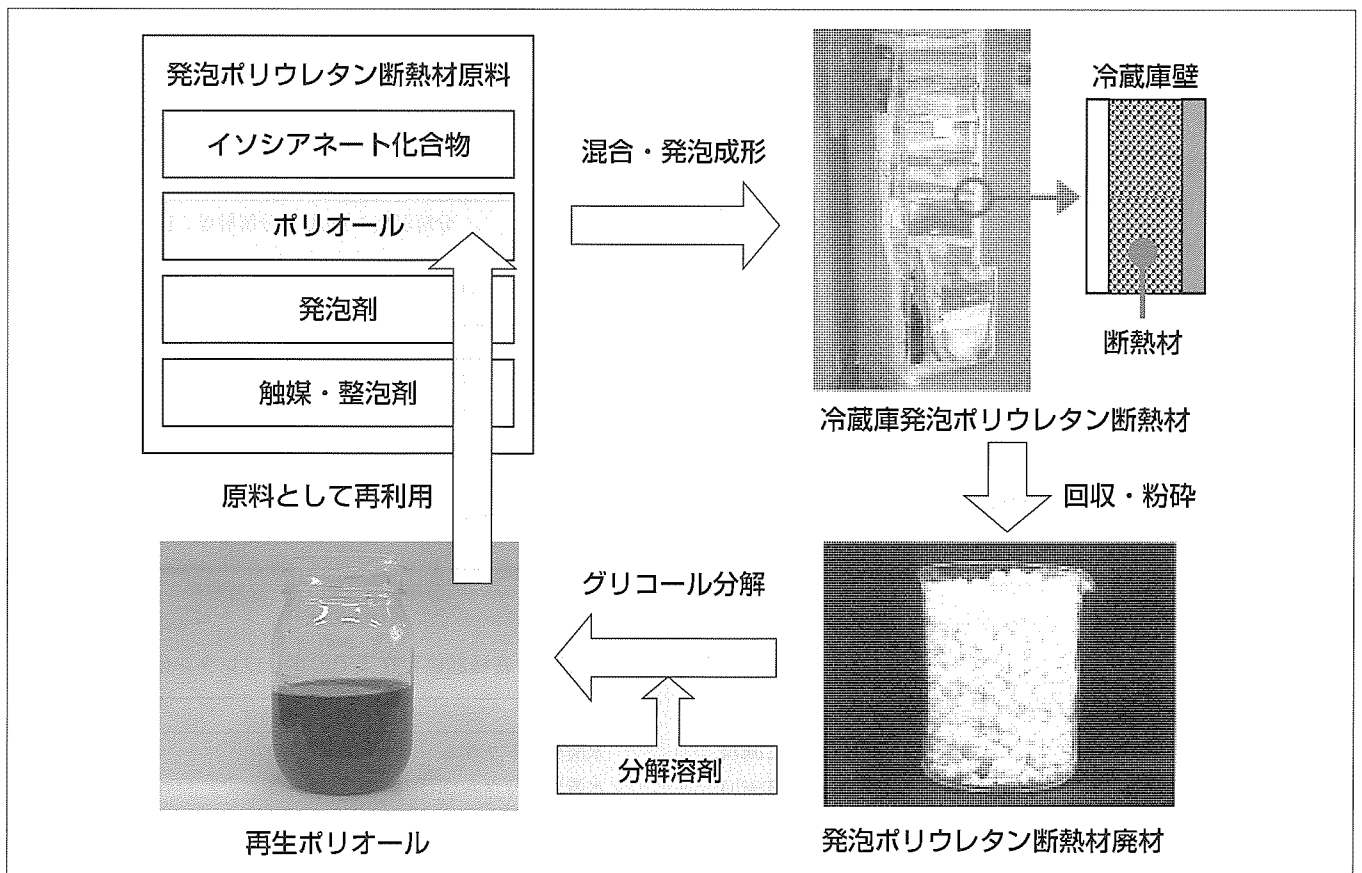 発泡ポリウレタン断熱材原料
イソシアネート化合物
ポリオール
発泡剤
触媒・整泡剤
混合・発泡成形
冷蔵庫壁
断熱材
冷蔵庫発泡ポリウレタン断熱材
回収・粉砕
原料として再利用
グリコール分解
分解溶剤
再生ポリオール
発泡ポリウレタン断熱材廃材